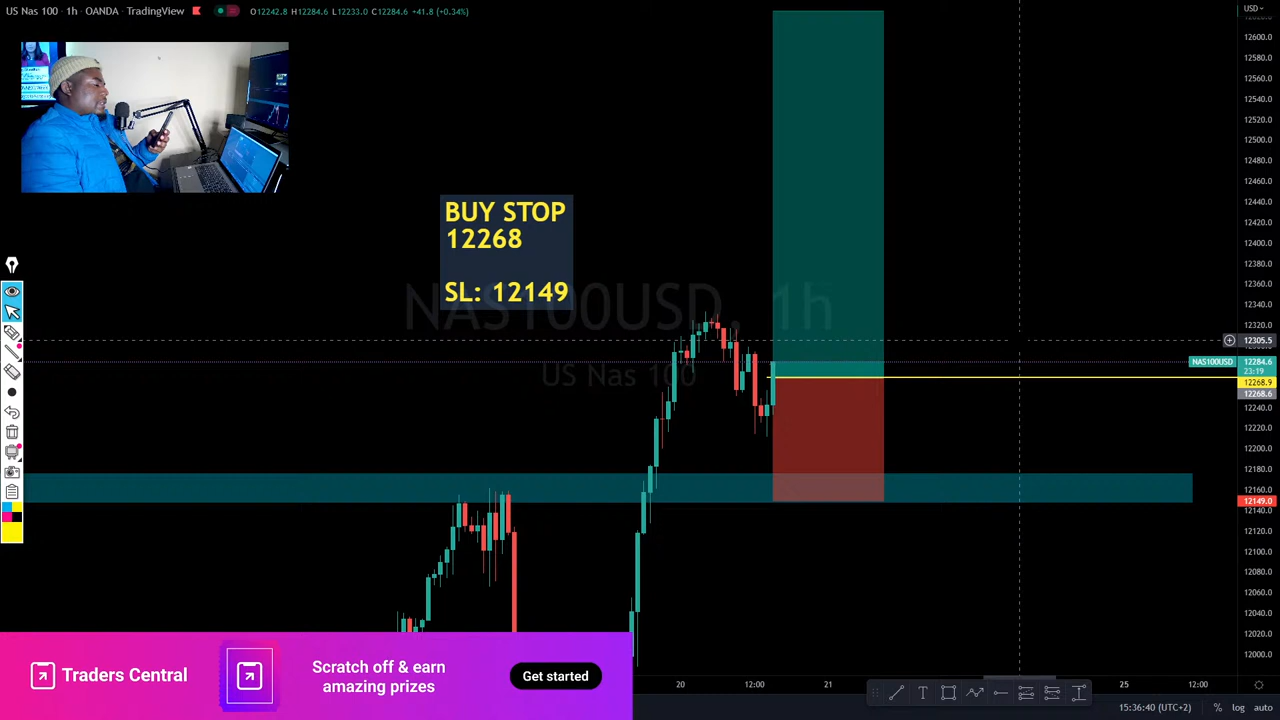 US Nas 100 · 1h · OANDA · TradingView
O12242.8 H12284.6 L12233.0 C12284.6 +41.8 (+0.34%)
USD
12600.0
12580.0
12560.0
12540.0
12520.0
12500.0
12480.0
12460.0
12440.0
12420.0
12400.0
12380.0
12360.0
12340.0
12320.0
12305.5
NAS100USD 12284.6
23:19
12268.9
12268.6
12240.0
12220.0
12200.0
12180.0
12160.0
12149.0
12140.0
12120.0
12100.0
12080.0
12060.0
12040.0
12020.0
12000.0
BUY STOP
12268
SL: 12149
NAS100USD, 1h
US Nas 100
Traders Central
Scratch off & earn
amazing prizes
Get started
20 12:00 21 25 12:00
15:36:40 (UTC+2) % log auto